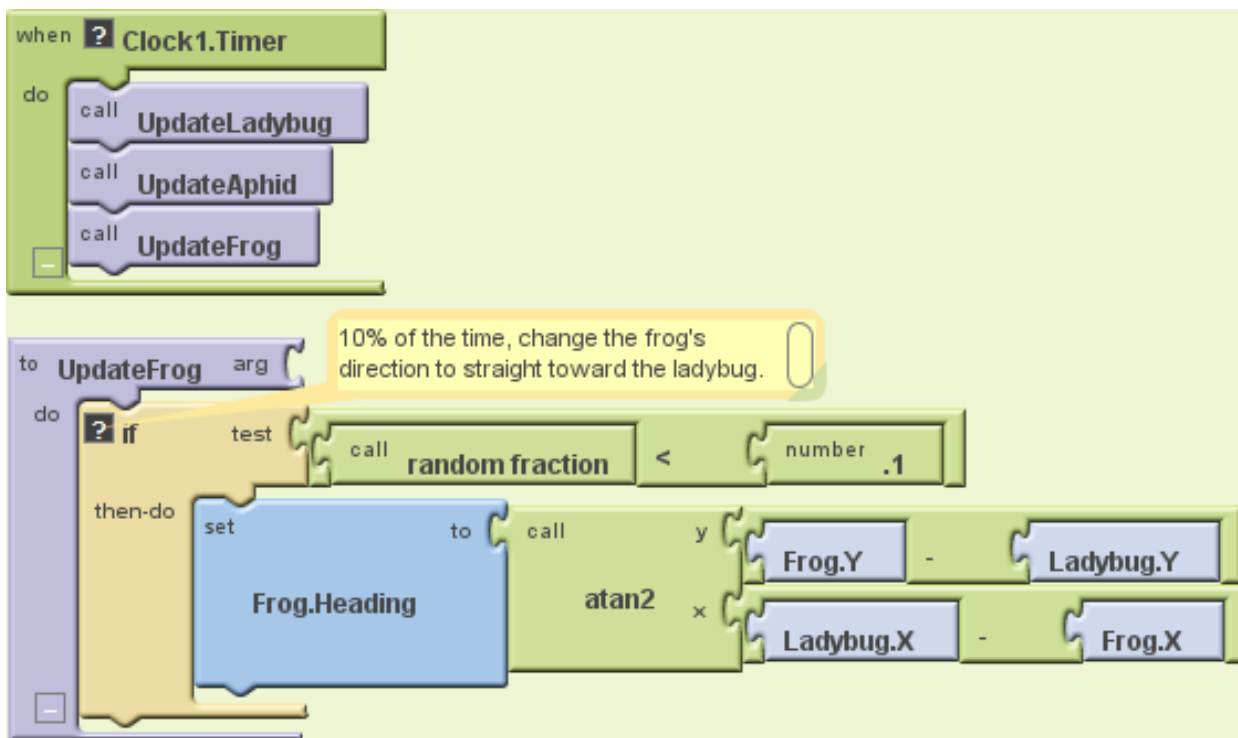 when ? Clock1.Timer
do
call UpdateLadybug
call UpdateAphid
call UpdateFrog
10% of the time, change the frog's
direction to straight toward the ladybug.
to UpdateFrog arg
do
? if test call random fraction < number .1
then-do
set to call y Frog.Y - Ladybug.Y
Frog.Heading atan2
x Ladybug.X - Frog.X